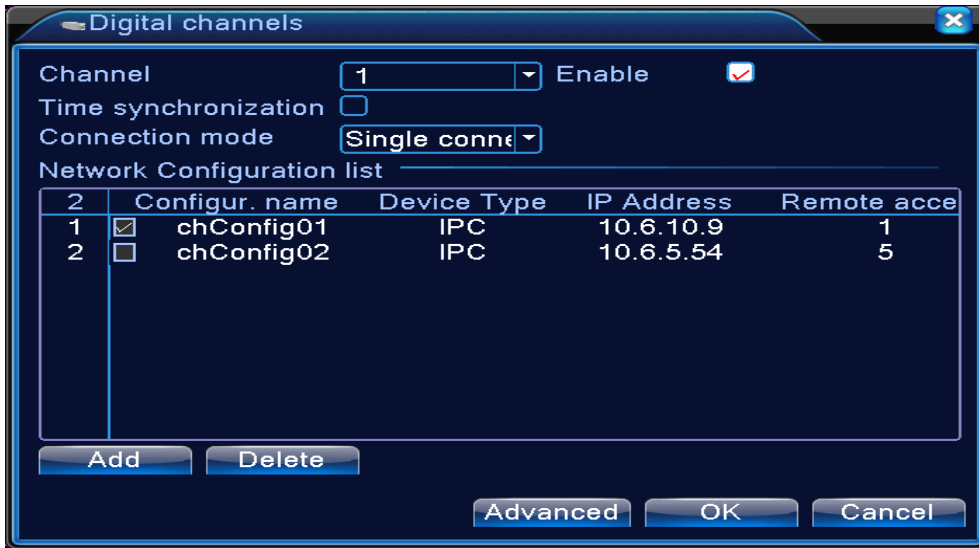 Digital channels
Channel 1 Enable
Time synchronization
Connection mode Single conne
Network Configuration list
2 Configur. name Device Type IP Address Remote acce
1 chConfig01 IPC 10.6.10.9 1
2 chConfig02 IPC 10.6.5.54 5
Add Delete
Advanced OK Cancel